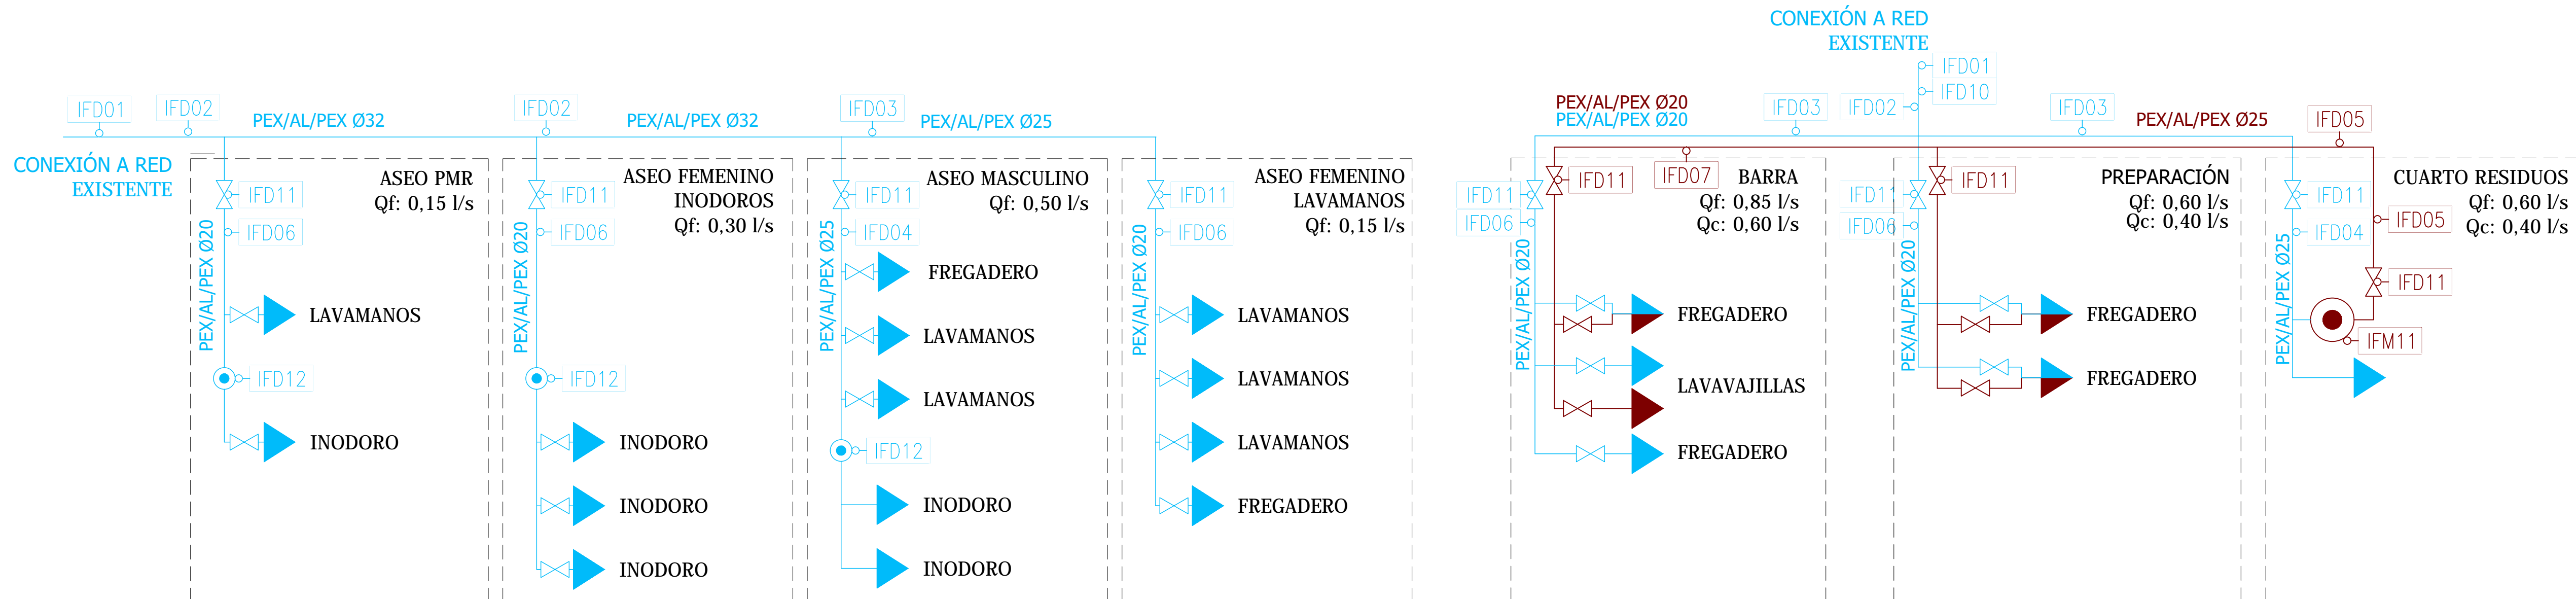 CONEXIÓN A RED
EXISTENTE
IFD01
IFD02
PEX/AL/PEX Ø32
IFD02
PEX/AL/PEX Ø32
IFD03
PEX/AL/PEX Ø25
CONEXIÓN A RED
EXISTENTE
ASEO PMR
Qf: 0,15 l/s
IFD11
IFD06
PEX/AL/PEX Ø20
LAVAMANOS
IFD12
INODORO
ASEO FEMENINO
INODOROS
Qf: 0,30 l/s
IFD11
IFD06
PEX/AL/PEX Ø20
IFD12
INODORO
INODORO
INODORO
ASEO MASCULINO
Qf: 0,50 l/s
IFD11
IFD04
PEX/AL/PEX Ø25
FREGADERO
LAVAMANOS
LAVAMANOS
IFD12
INODORO
INODORO
ASEO FEMENINO
LAVAMANOS
Qf: 0,15 l/s
IFD11
IFD06
PEX/AL/PEX Ø20
LAVAMANOS
LAVAMANOS
LAVAMANOS
FREGADERO
IFD01
IFD10
PEX/AL/PEX Ø20
PEX/AL/PEX Ø20
IFD03
IFD02
IFD03
PEX/AL/PEX Ø25
IFD05
IFD07
BARRA
Qf: 0,85 l/s
Qc: 0,60 l/s
IFD11
IFD11
IFD06
PEX/AL/PEX Ø20
FREGADERO
LAVAVAJILLAS
FREGADERO
PREPARACIÓN
Qf: 0,60 l/s
Qc: 0,40 l/s
IFD11
IFD11
IFD06
PEX/AL/PEX Ø20
FREGADERO
FREGADERO
CUARTO RESIDUOS
Qf: 0,60 l/s
Qc: 0,40 l/s
IFD11
IFD05
IFD04
PEX/AL/PEX Ø25
IFD11
IFM11